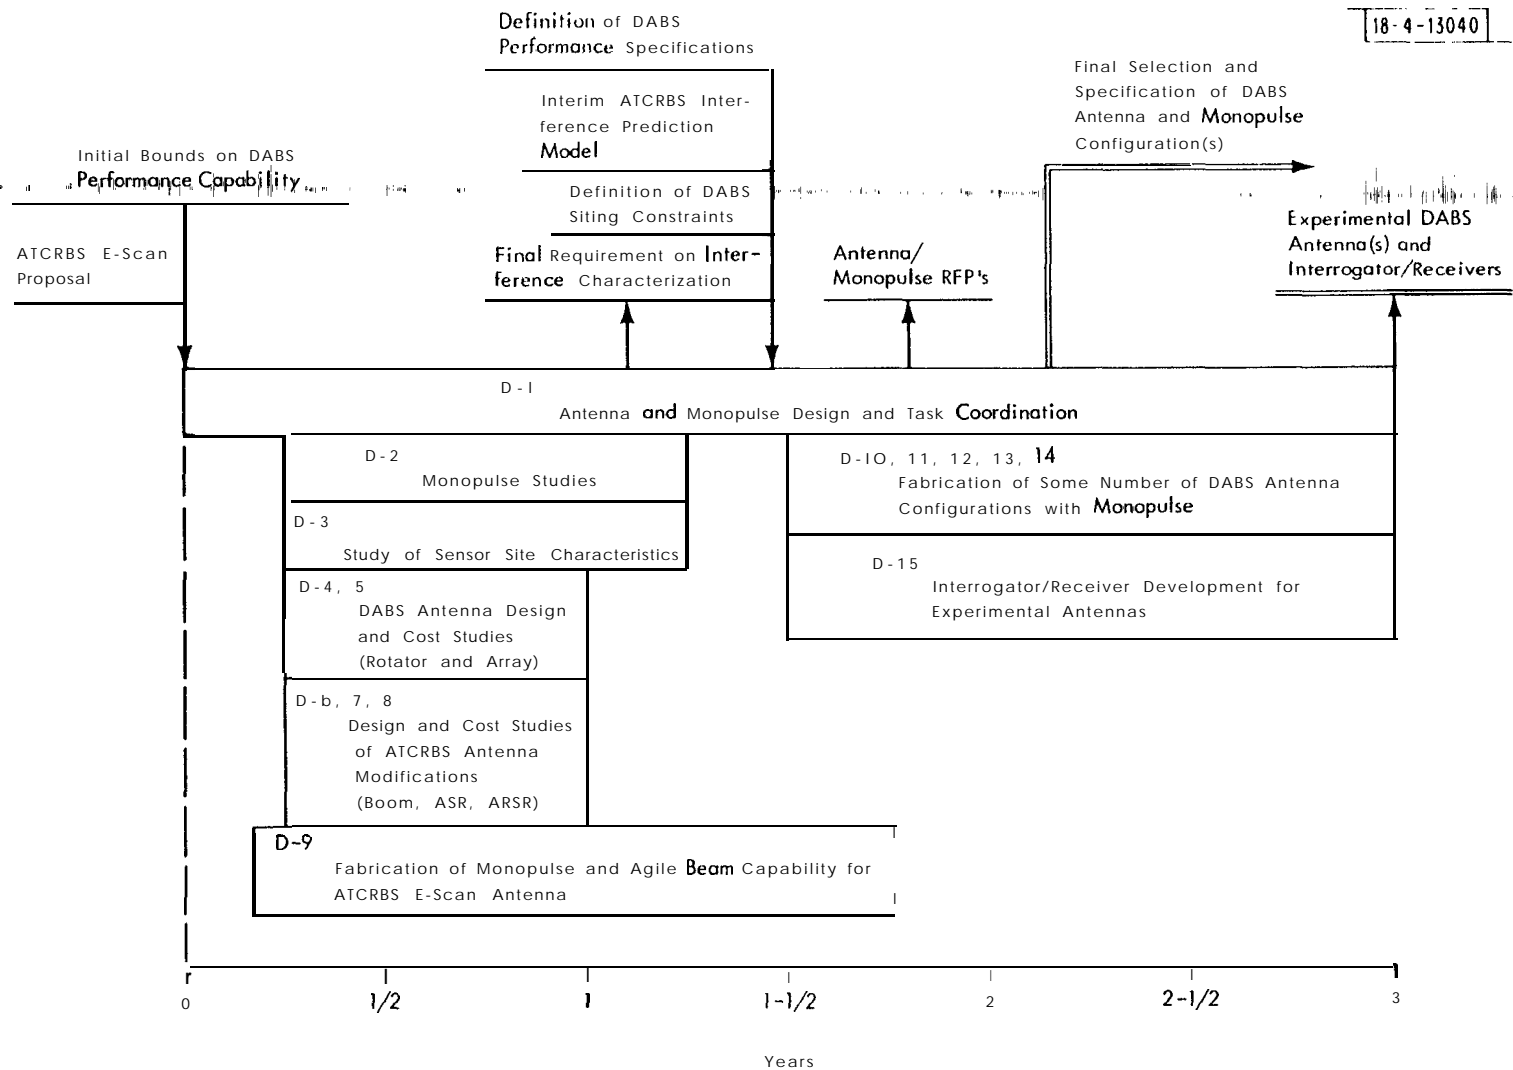 18-4-13040
Definition of DABS
Performance Specifications
Interim ATCRBS Inter-
ference Prediction
Model
Definition of DABS
Siting Constraints
Final Requirement on Inter-
ference Characterization
Initial Bounds on DABS
Performance Capability
ATCRBS E-Scan
Proposal
Antenna/
Monopulse RFP's
Final Selection and
Specification of DABS
Antenna and Monopulse
Configuration(s)
Experimental DABS
Antenna(s) and
Interrogator/Receivers
D-I
Antenna and Monopulse Design and Task Coordination
D-2
Monopulse Studies
D-3
Study of Sensor Site Characteristics
D-4, 5
DABS Antenna Design
and Cost Studies
(Rotator and Array)
D-b, 7, 8
Design and Cost Studies
of ATCRBS Antenna
Modifications
(Boom, ASR, ARSR)
D-9
Fabrication of Monopulse and Agile Beam Capability for
ATCRBS E-Scan Antenna
D-IO, 11, 12, 13, 14
Fabrication of Some Number of DABS Antenna
Configurations with Monopulse
D-15
Interrogator/Receiver Development for
Experimental Antennas
0 1/2 1 1-1/2 2 2-1/2 3
Years